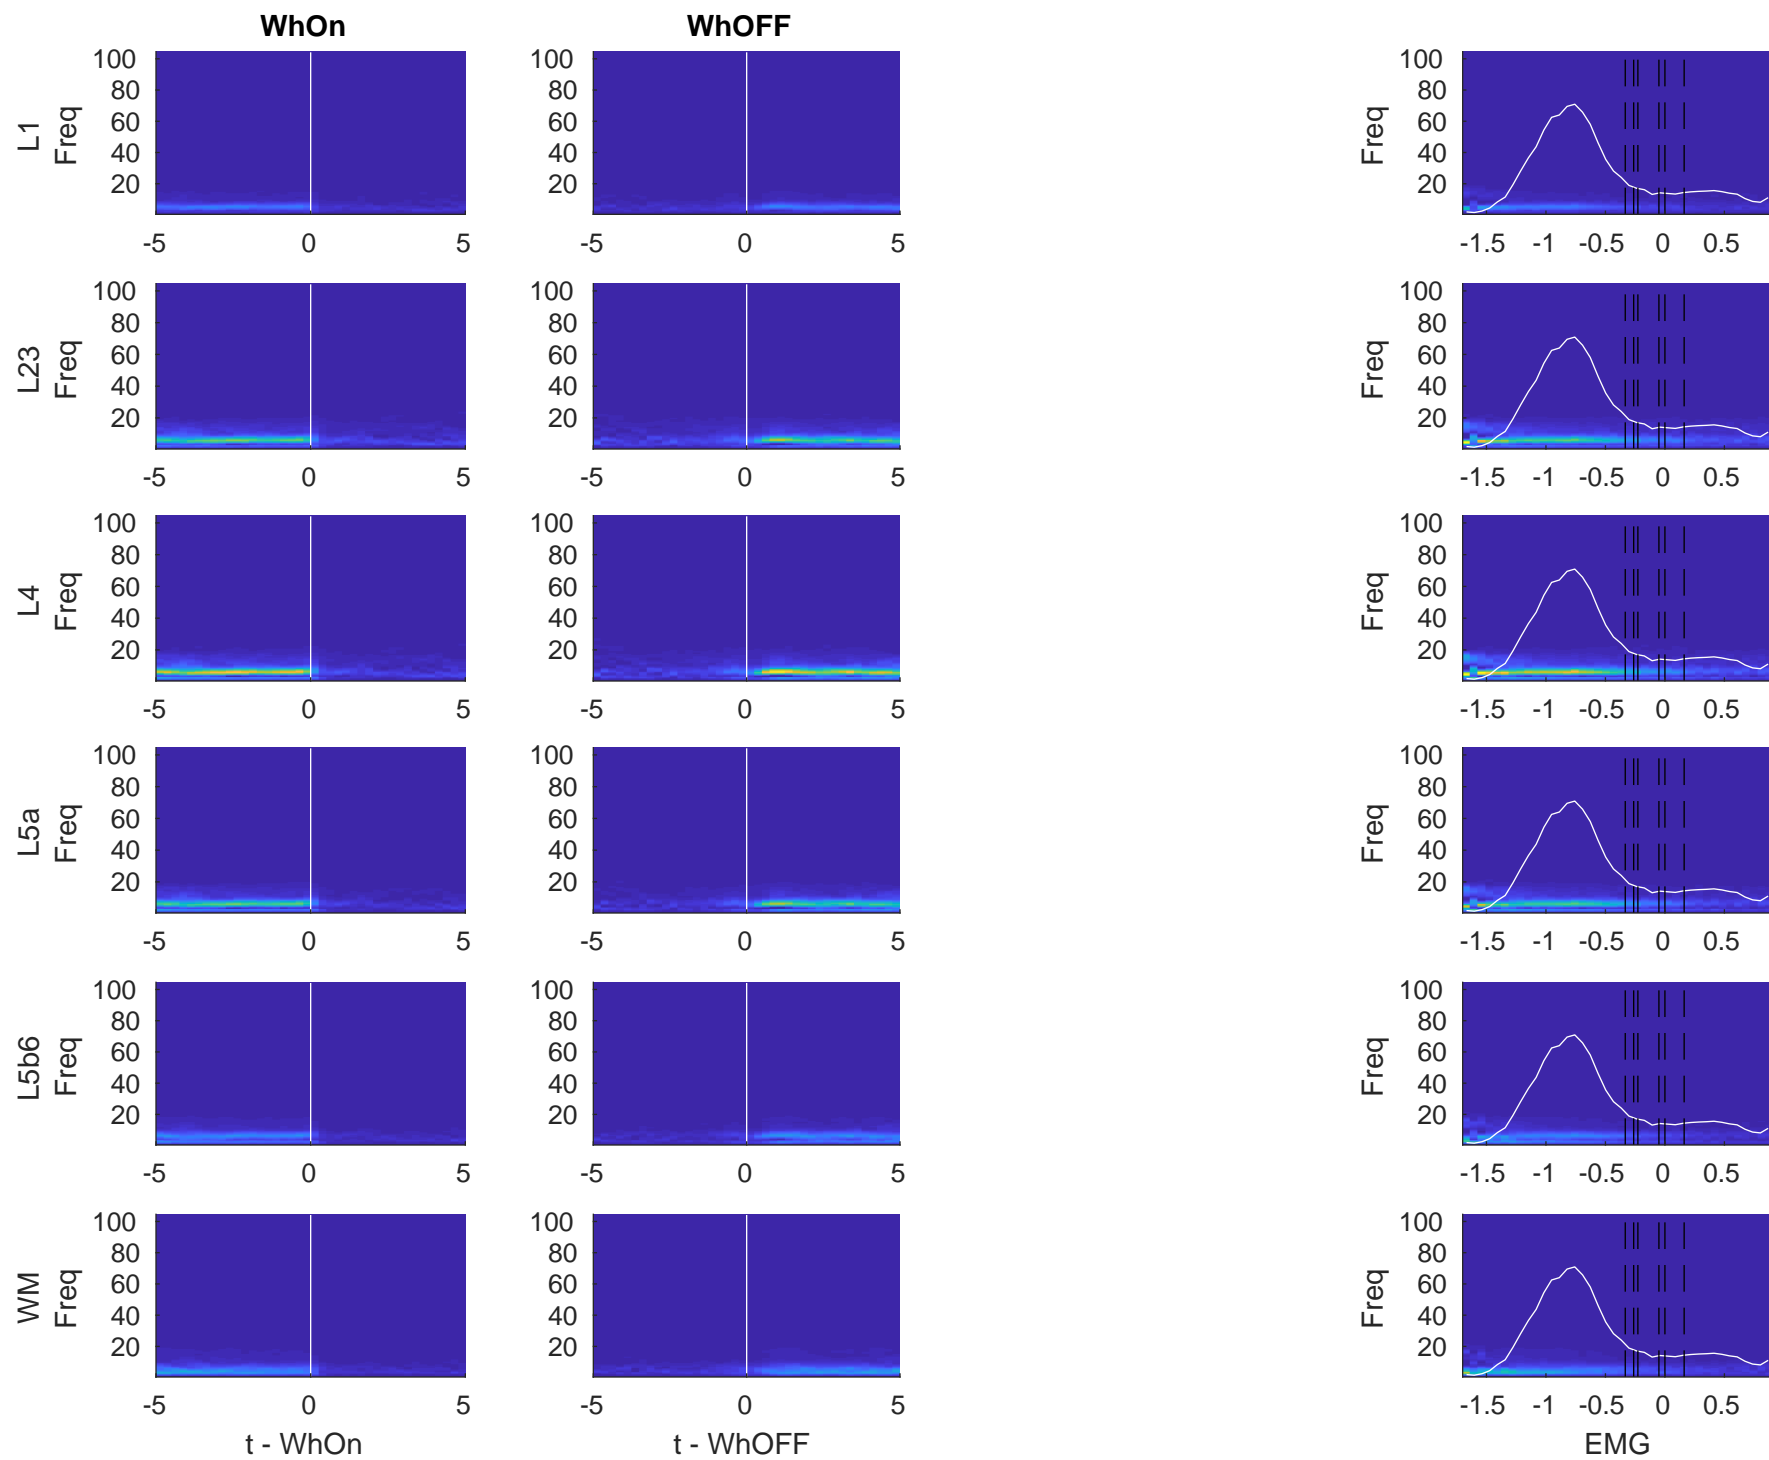 WhOn WhOFF
L1 Freq 100 80 60 40 20 100 80 60 40 20 Freq 100 80 60 40 20
-5 0 5 -5 0 5 -1.5 -1 -0.5 0 0.5
L23 Freq 100 80 60 40 20 100 80 60 40 20 Freq 100 80 60 40 20
-5 0 5 -5 0 5 -1.5 -1 -0.5 0 0.5
L4 Freq 100 80 60 40 20 100 80 60 40 20 Freq 100 80 60 40 20
-5 0 5 -5 0 5 -1.5 -1 -0.5 0 0.5
L5a Freq 100 80 60 40 20 100 80 60 40 20 Freq 100 80 60 40 20
-5 0 5 -5 0 5 -1.5 -1 -0.5 0 0.5
L5b6 Freq 100 80 60 40 20 100 80 60 40 20 Freq 100 80 60 40 20
-5 0 5 -5 0 5 -1.5 -1 -0.5 0 0.5
WM Freq 100 80 60 40 20 100 80 60 40 20 Freq 100 80 60 40 20
-5 0 5 -5 0 5 -1.5 -1 -0.5 0 0.5
t - WhOn t - WhOFF EMG